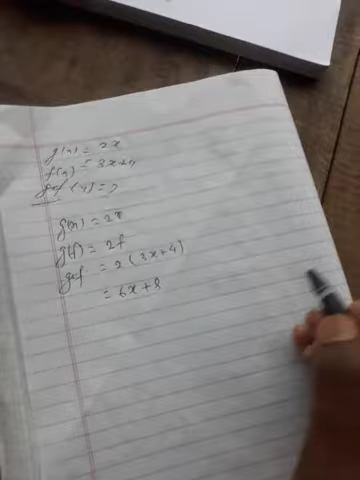 g(x) = 2x
f(x) = 3x+4
gof (x) = ?
g(x) = 2x
g(f) = 2f
gof = 2(3x+4)
= 6x+8